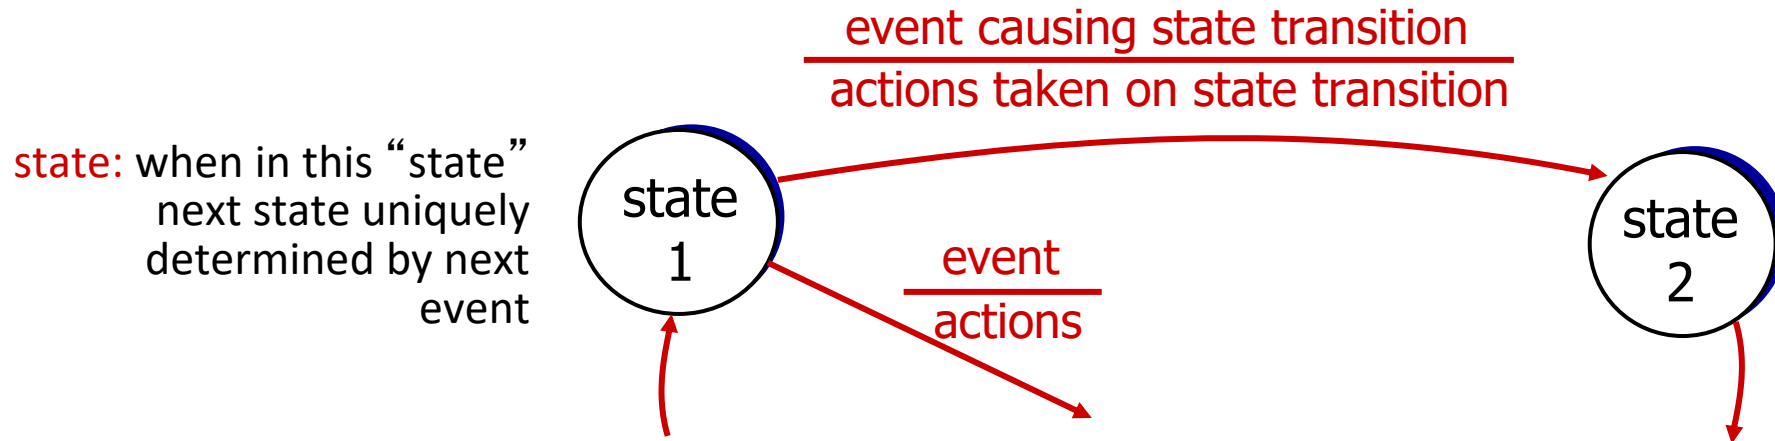 event causing state transition
actions taken on state transition
state: when in this “state”
next state uniquely
determined by next
event
state
1
event
actions
state
2